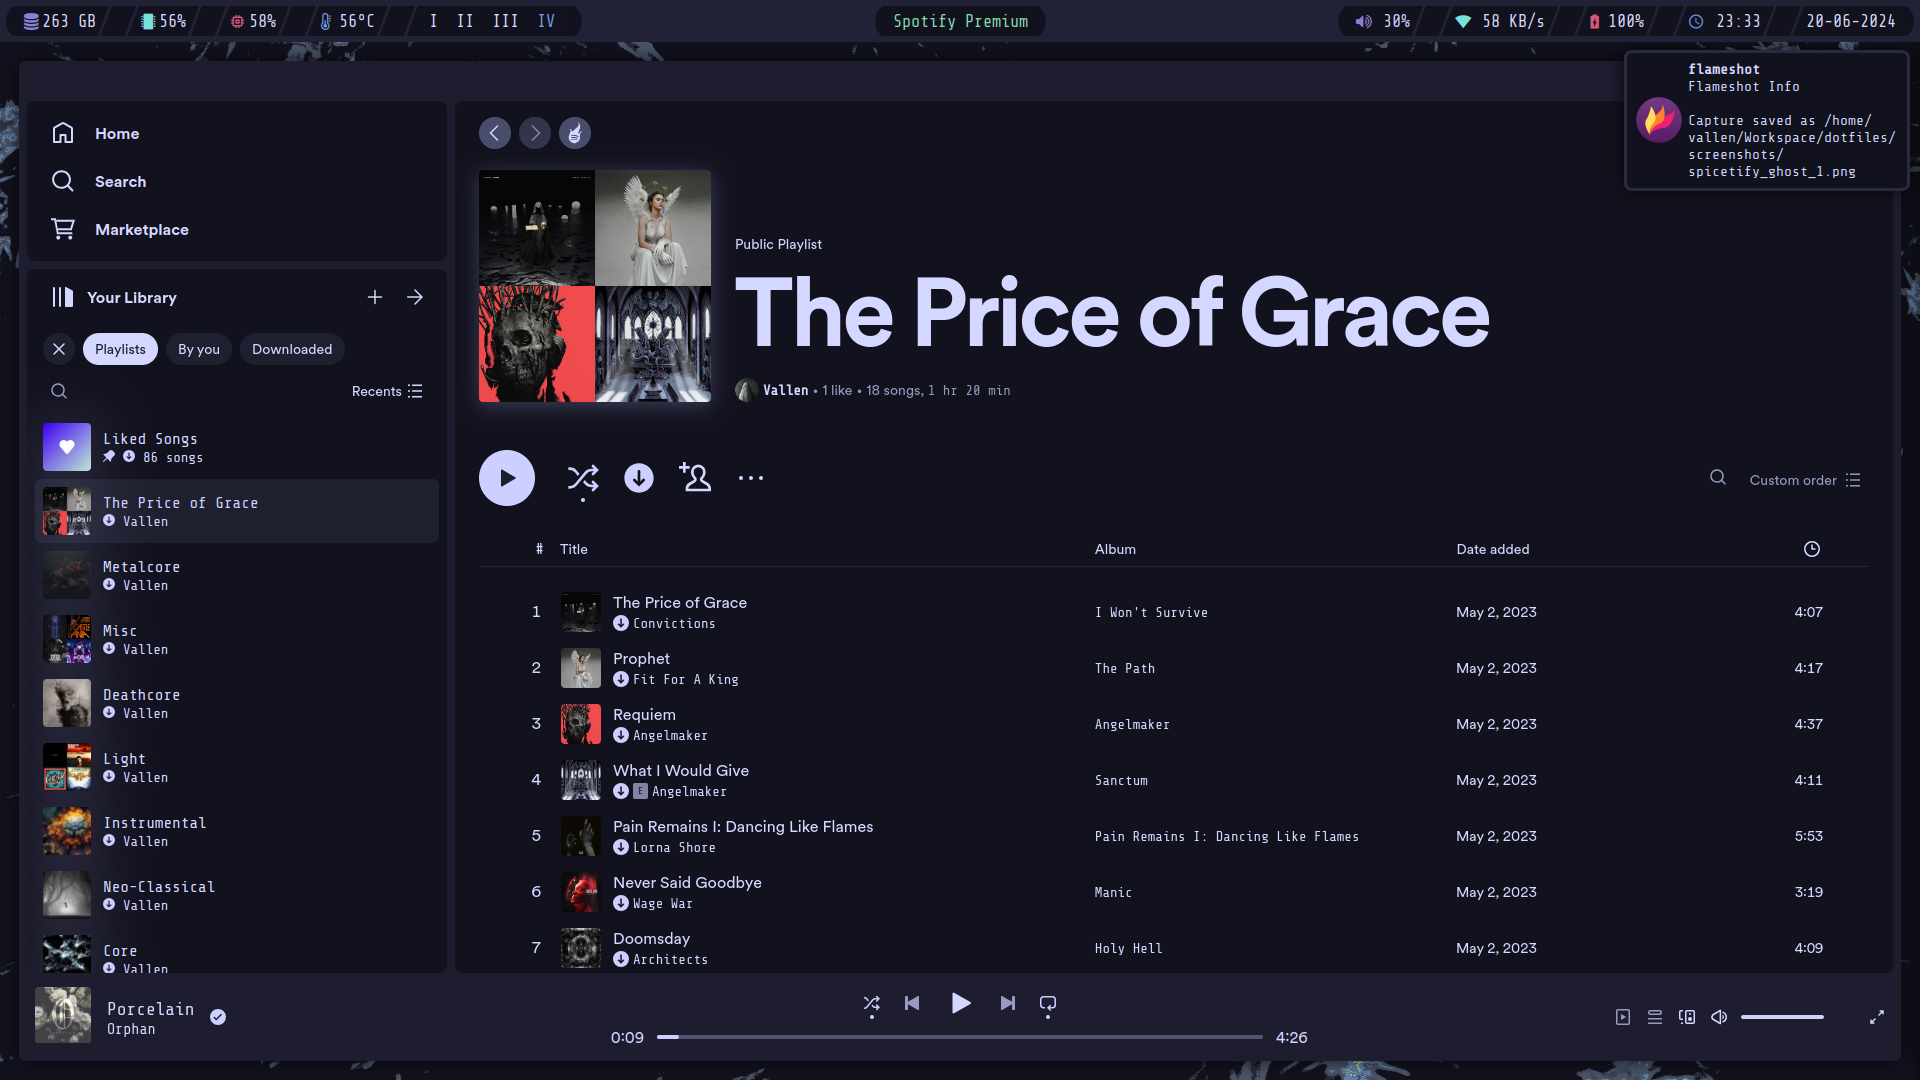 263 GB 56% 58% 56°C I II III IV
Spotify Premium
30% 58 KB/s 100% 23:33 20-06-2024
flameshot
Flameshot Info
Capture saved as /home/
vallen/Workspace/dotfiles/
screenshots/
spicetify_ghost_1.png
Home
Search
Marketplace
Your Library
Playlists By you Downloaded
Recents
Liked Songs
86 songs
The Price of Grace
Vallen
Metalcore
Vallen
Misc
Vallen
Deathcore
Vallen
Light
Vallen
Instrumental
Vallen
Neo-Classical
Vallen
Core
Vallen
Public Playlist
The Price of Grace
Vallen • 1 like • 18 songs, 1 hr 20 min
Custom order
# Title Album Date added
1 The Price of Grace Convictions I Won't Survive May 2, 2023 4:07
2 Prophet Fit For A King The Path May 2, 2023 4:17
3 Requiem Angelmaker Angelmaker May 2, 2023 4:37
4 What I Would Give E Angelmaker Sanctum May 2, 2023 4:11
5 Pain Remains I: Dancing Like Flames Lorna Shore Pain Remains I: Dancing Like Flames May 2, 2023 5:53
6 Never Said Goodbye Wage War Manic May 2, 2023 3:19
7 Doomsday Architects Holy Hell May 2, 2023 4:09
Porcelain
Orphan
0:09 4:26